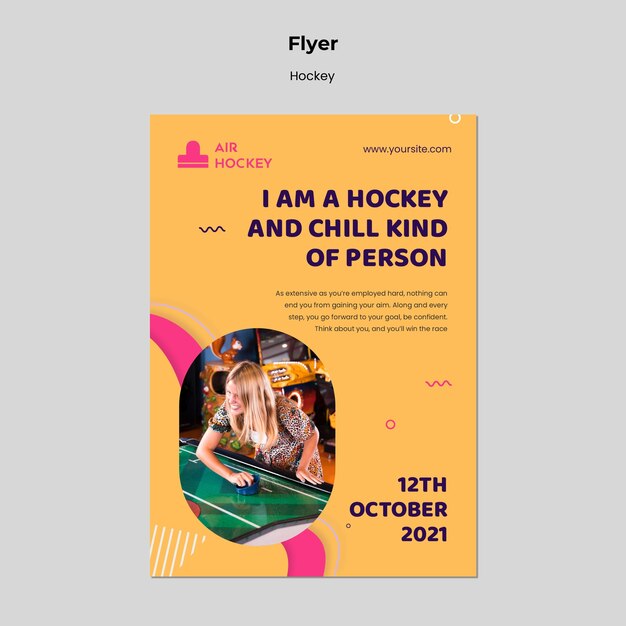 Flyer
Hockey
AIR
HOCKEY
www.yoursite.com
I AM A HOCKEY
AND CHILL KIND
OF PERSON
As extensive as you're employed hard, nothing can
end you from gaining your aim. Along and every
step, you go forward to your goal, be confident.
Think about you, and you'll win the race
12TH
OCTOBER
2021